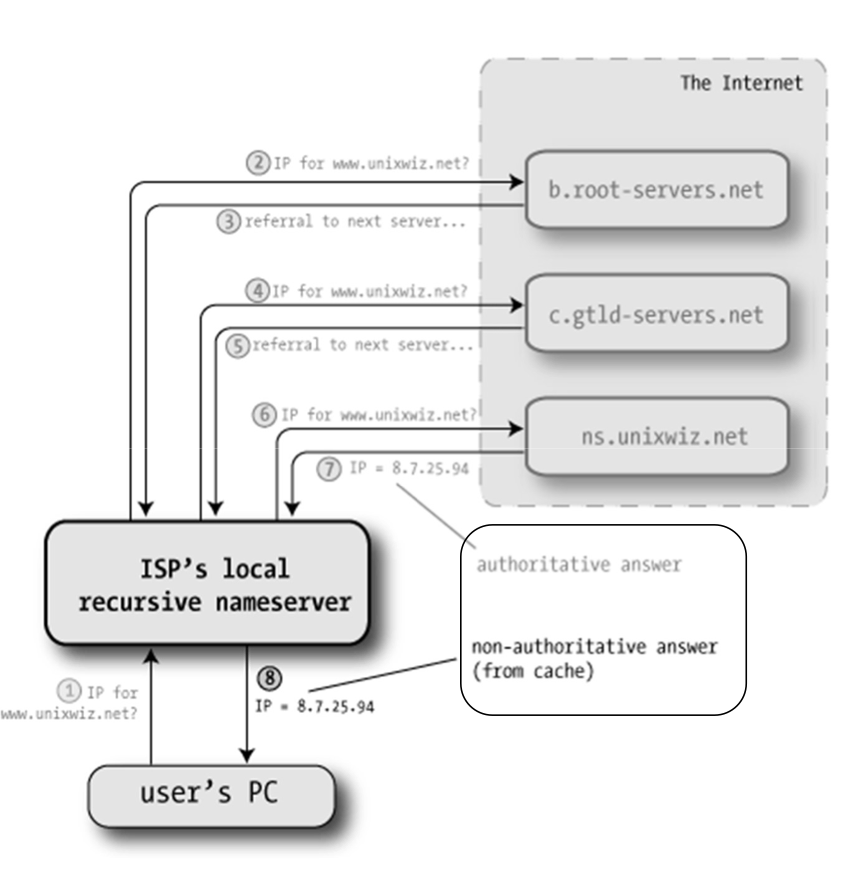 The Internet
2 IP for www.unixwiz.net?
b.root-servers.net
3 referral to next server...
4 IP for www.unixwiz.net?
c.gtld-servers.net
5 referral to next server...
6 IP for www.unixwiz.net?
ns.unixwiz.net
7 IP = 8.7.25.94
authoritative answer
ISP's local
recursive nameserver
non-authoritative answer
(from cache)
1 IP for
www.unixwiz.net?
8
IP = 8.7.25.94
user's PC